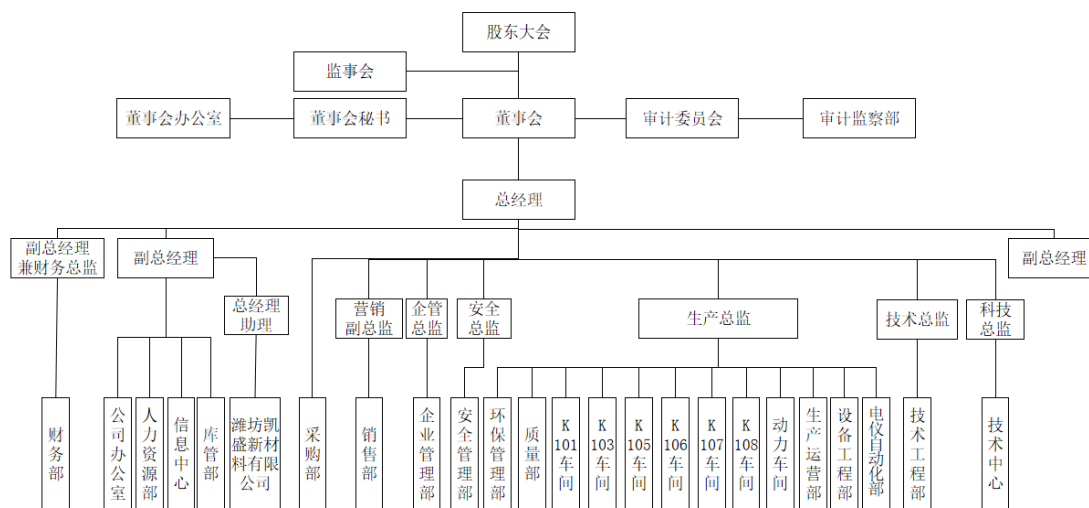 股东大会
监事会
董事会办公室
董事会秘书
董事会
审计委员会
审计监察部
总经理
副总经理
兼财务总监
副总经理
副总经理
总经理
助理
营销
副总监
企管
总监
安全
总监
生产总监
技术总监
科技
总监
财务部
公司办公室
人力资源部
信息中心
库管部
潍坊凯
盛新材
料有限
公司
采购部
销售部
企业管理部
安全管理部
环保管理部
质量部
K101车间
K103车间
K105车间
K106车间
K107车间
K108车间
动力车间
生产运营部
设备工程部
电仪自动化部
技术工程部
技术中心